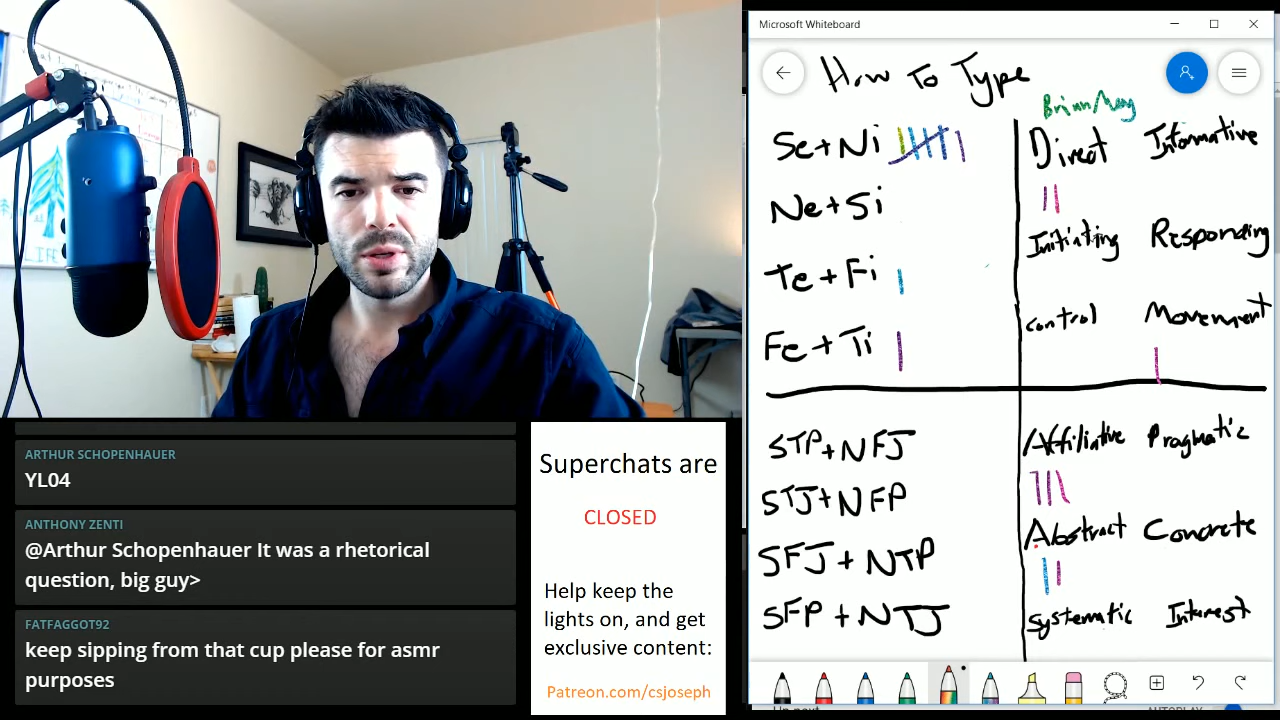 Microsoft Whiteboard
How To Type
Brian May
Se+Ni
Direct Informative
Ne+Si
Initiating Responding
Te + Fi
control Movement
Fe + Ti
STP+NFJ
Affiliative Pragmatic
STJ+NFP
Abstract Concrete
SFJ + NTP
Systematic Interest
SFP + NTJ
ARTHUR SCHOPENHAUER
YL04
ANTHONY ZENTI
@Arthur Schopenhauer It was a rhetorical
question, big guy>
FATFAGGOT92
keep sipping from that cup please for asmr
purposes
Superchats are
CLOSED
Help keep the
lights on, and get
exclusive content:
Patreon.com/csjoseph